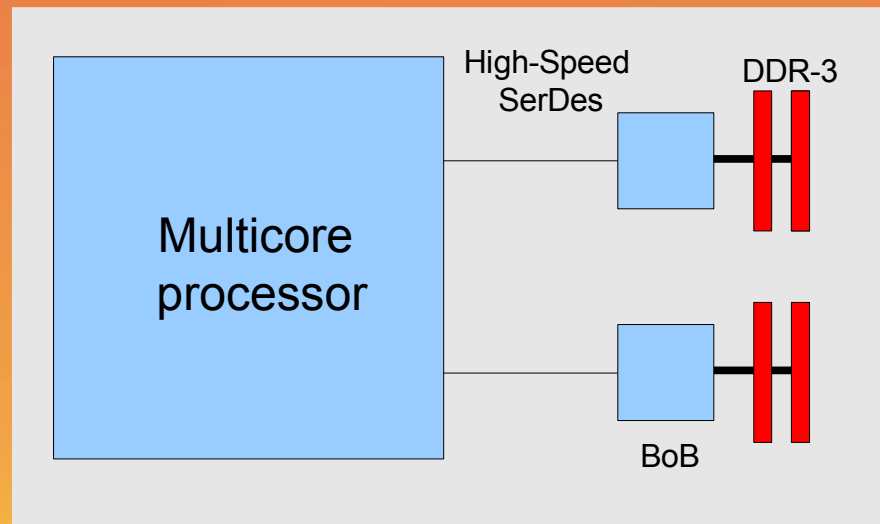 High-Speed
SerDes
DDR-3
Multicore
processor
BoB